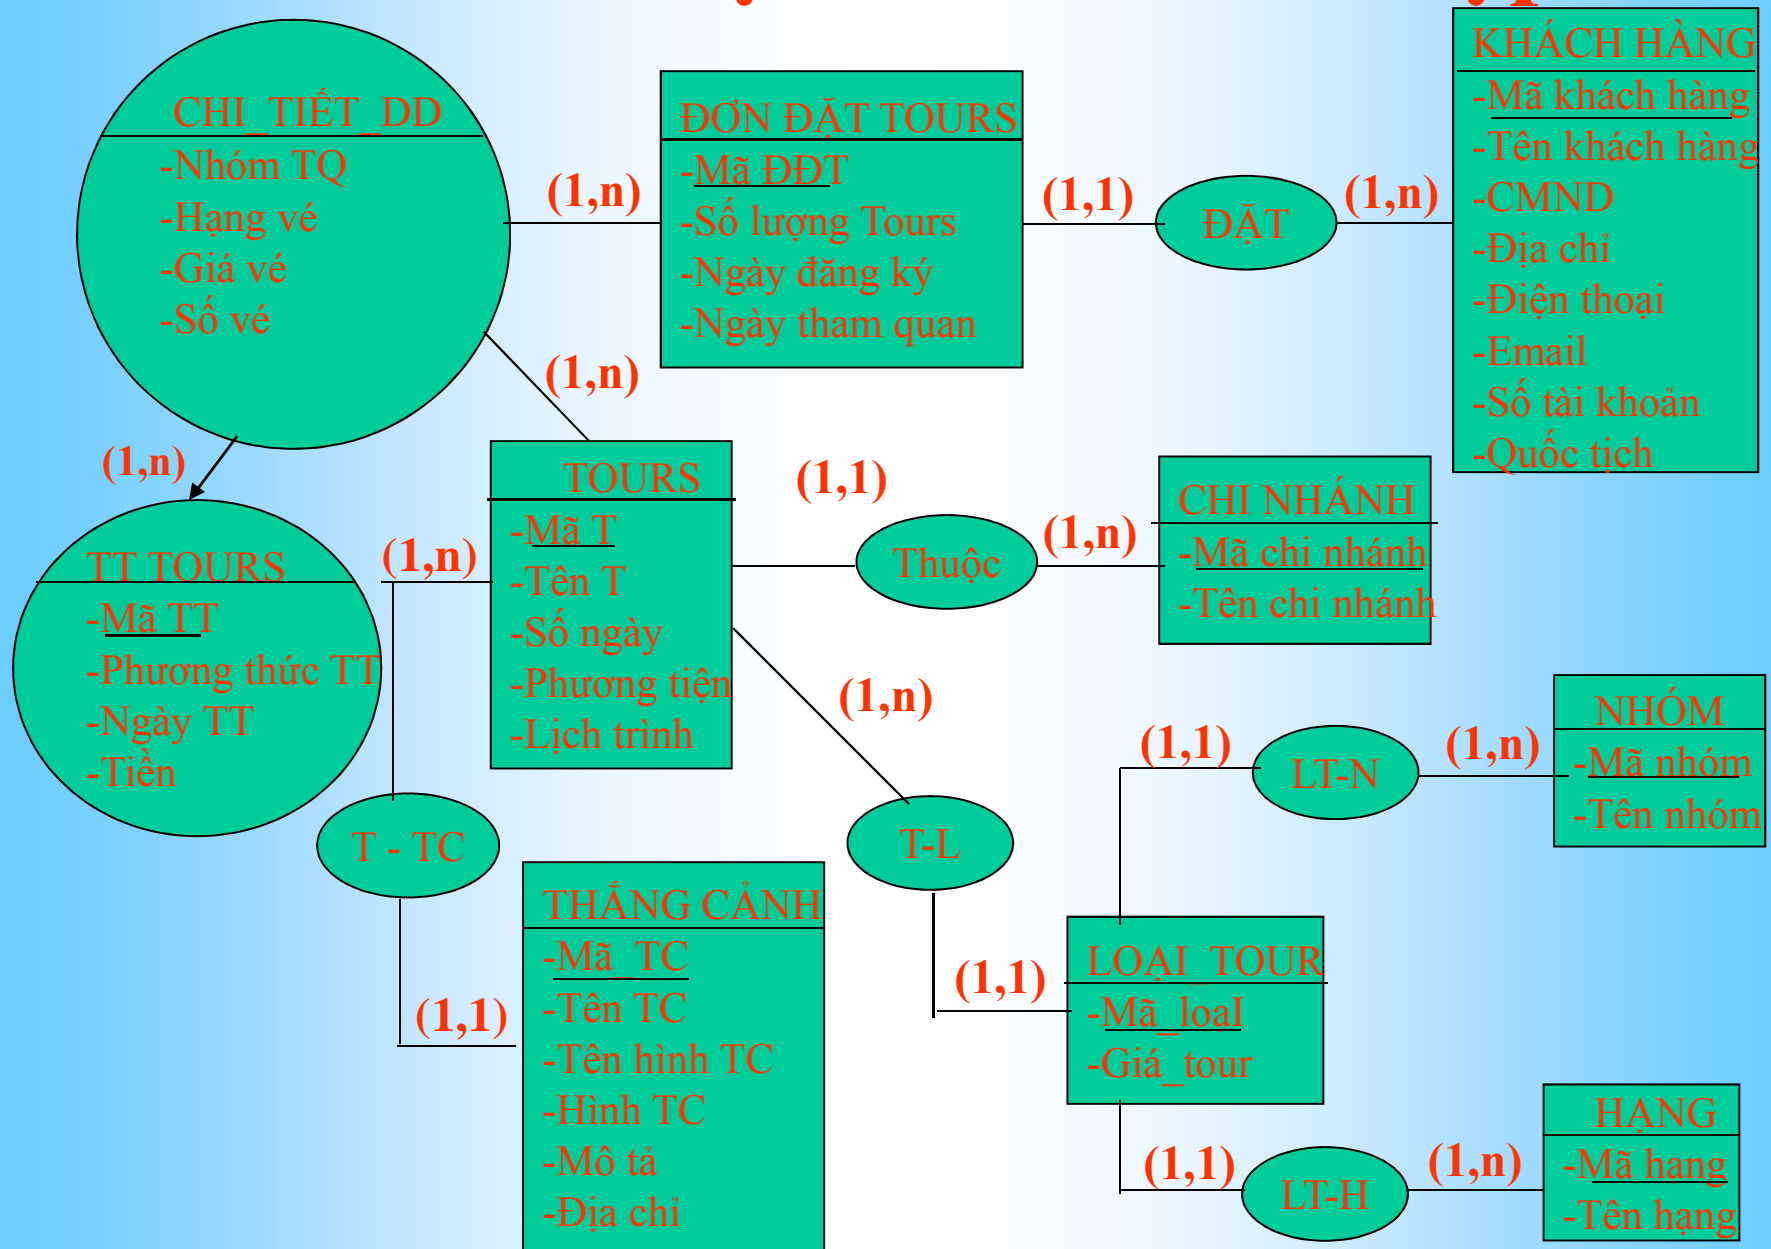 KHÁCH HÀNG
-Mã khách hàng
-Tên khách hàng
-CMND
-Địa chỉ
-Điện thoại
-Email
-Số tài khoản
-Quốc tịch
CHI_TIẾT_DD
-Nhóm TQ
-Hạng vé
-Giá vé
-Số vé
(1,n)
ĐƠN ĐẶT TOURS
-Mã ĐĐT
-Số lượng Tours
-Ngày đăng ký
-Ngày tham quan
(1,1)
ĐẶT
(1,n)
(1,n)
(1,n)
TT TOURS
-Mã TT
-Phương thức TT
-Ngày TT
-Tiền
(1,n)
TOURS
-Mã T
-Tên T
-Số ngày
-Phương tiện
-Lịch trình
(1,1)
Thuộc
(1,n)
CHI NHÁNH
-Mã chi nhánh
-Tên chi nhánh
(1,n)
T - TC
T-L
(1,1)
LT-N
(1,n)
NHÓM
-Mã nhóm
-Tên nhóm
(1,1)
THẮNG CẢNH
-Mã_TC
-Tên TC
-Tên hình TC
-Hình TC
-Mô tả
-Địa chỉ
(1,1)
LOẠI_TOUR
-Mã_loạI
-Giá_tour
(1,1)
LT-H
(1,n)
HẠNG
-Mã hạng
-Tên hạng